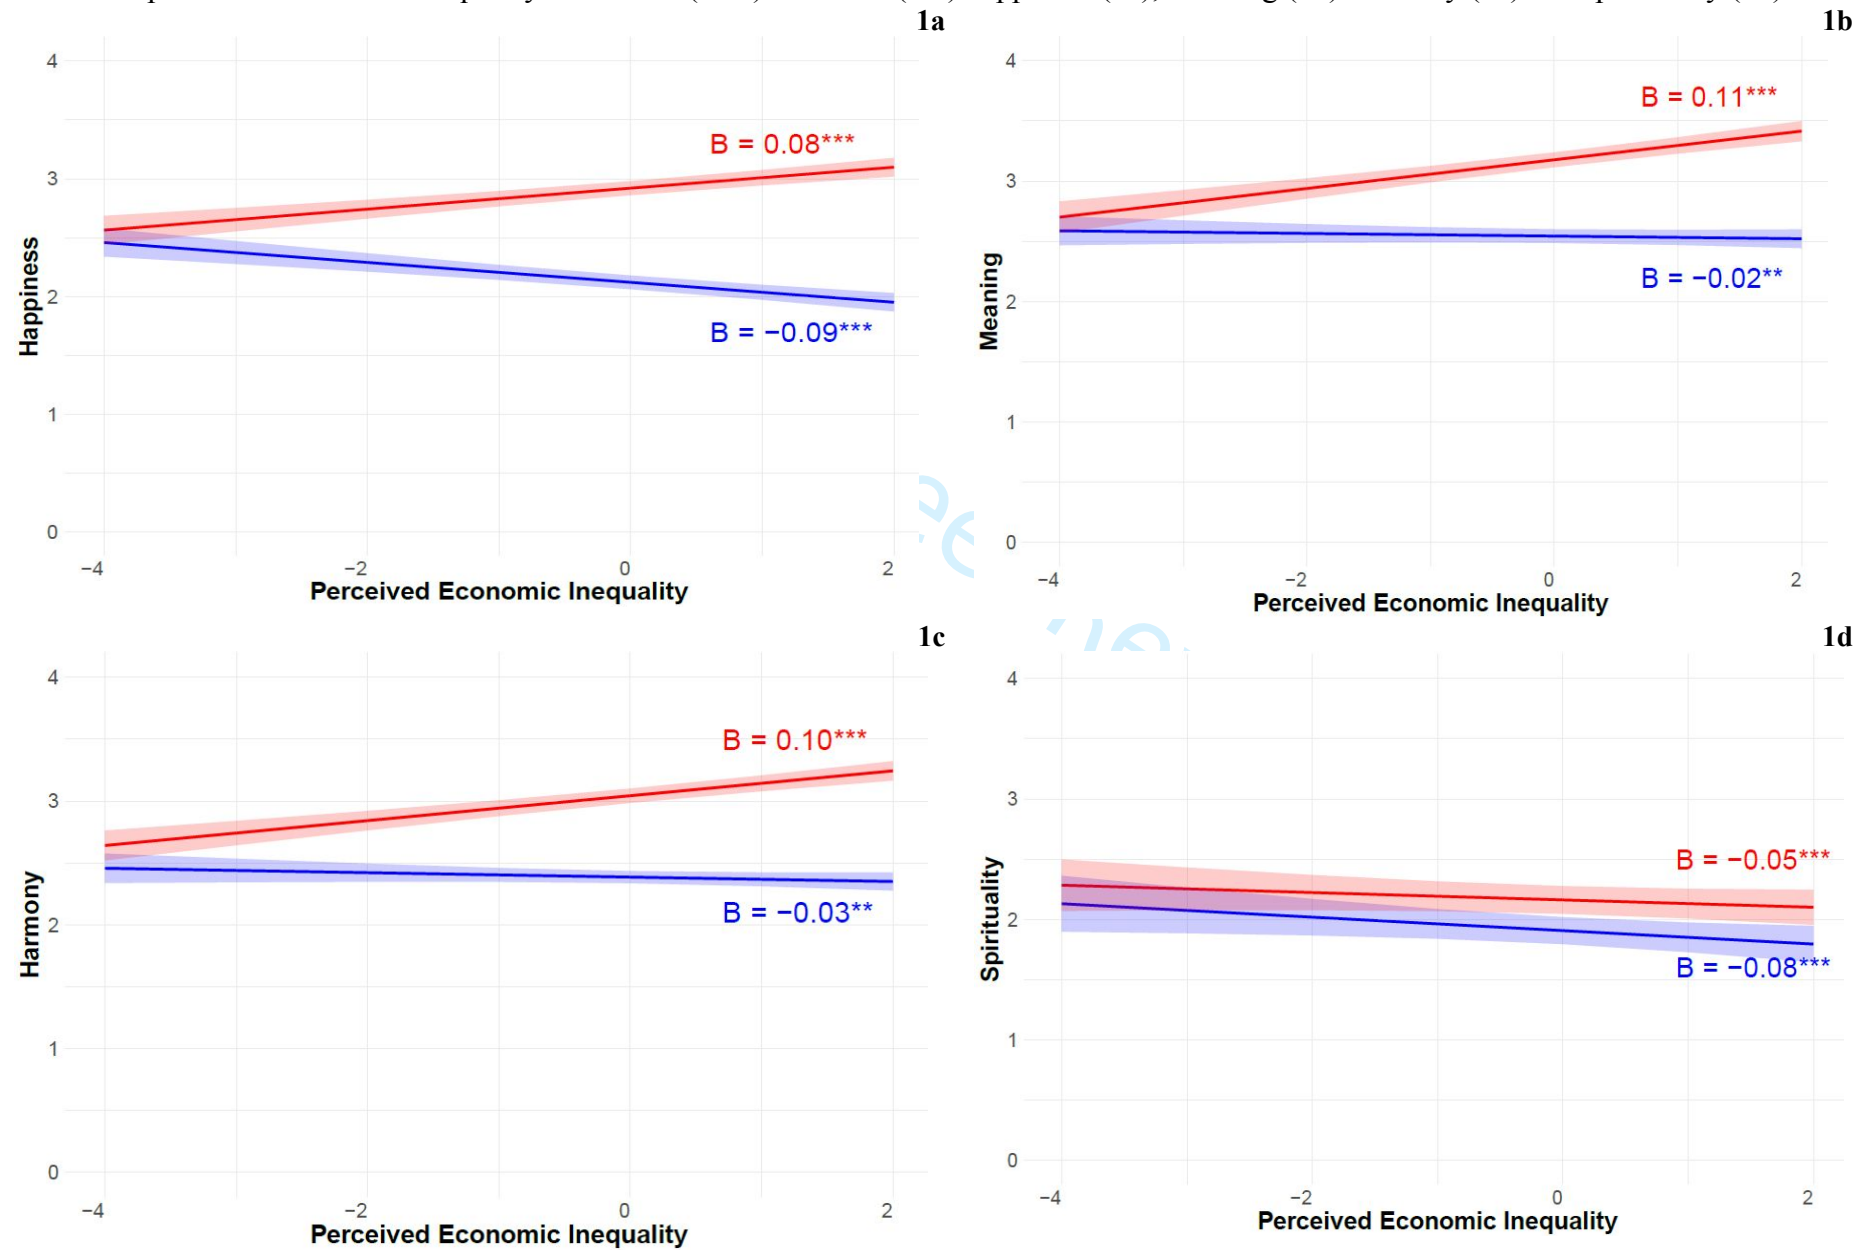 1a
4
3
2
1
0
Happiness
B = 0.08***
B = −0.09***
−4 −2 0 2
Perceived Economic Inequality
1b
4
3
2
1
0
Meaning
B = 0.11***
B = −0.02**
−4 −2 0 2
Perceived Economic Inequality
1c
4
3
2
1
0
Harmony
B = 0.10***
B = −0.03**
−4 −2 0 2
Perceived Economic Inequality
1d
4
3
2
1
0
Spirituality
B = −0.05***
B = −0.08***
−4 −2 0 2
Perceived Economic Inequality